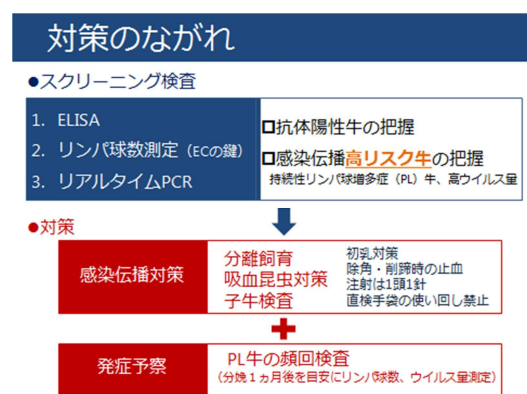 対策のながれ
●スクリーニング検査
1. ELISA
2. リンパ球数測定（ECの鍵）
3. リアルタイムPCR
□抗体陽性牛の把握
□感染伝播高リスク牛の把握
持続性リンパ球増多症（PL）牛、高ウイルス量
●対策
感染伝播対策
分離飼育
吸血昆虫対策
子牛検査
初乳対策
除角・削蹄時の止血
注射は1頭1針
直検手袋の使い回し禁止
発症予察
PL牛の頻回検査
（分娩１ヵ月後を目安にリンパ球数、ウイルス量測定）